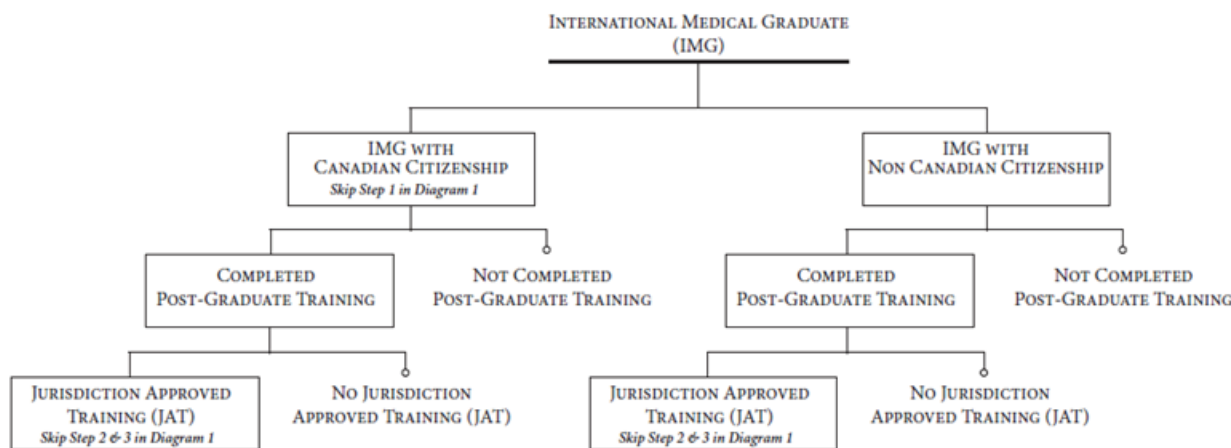 International Medical Graduate
(IMG)
IMG with
Canadian Citizenship
Skip Step 1 in Diagram 1
IMG with
Non Canadian Citizenship
Completed
Post-Graduate Training
Not Completed
Post-Graduate Training
Completed
Post-Graduate Training
Not Completed
Post-Graduate Training
Jurisdiction Approved
Training (JAT)
Skip Step 2 & 3 in Diagram 1
No Jurisdiction
Approved Training (JAT)
Jurisdiction Approved
Training (JAT)
Skip Step 2 & 3 in Diagram 1
No Jurisdiction
Approved Training (JAT)